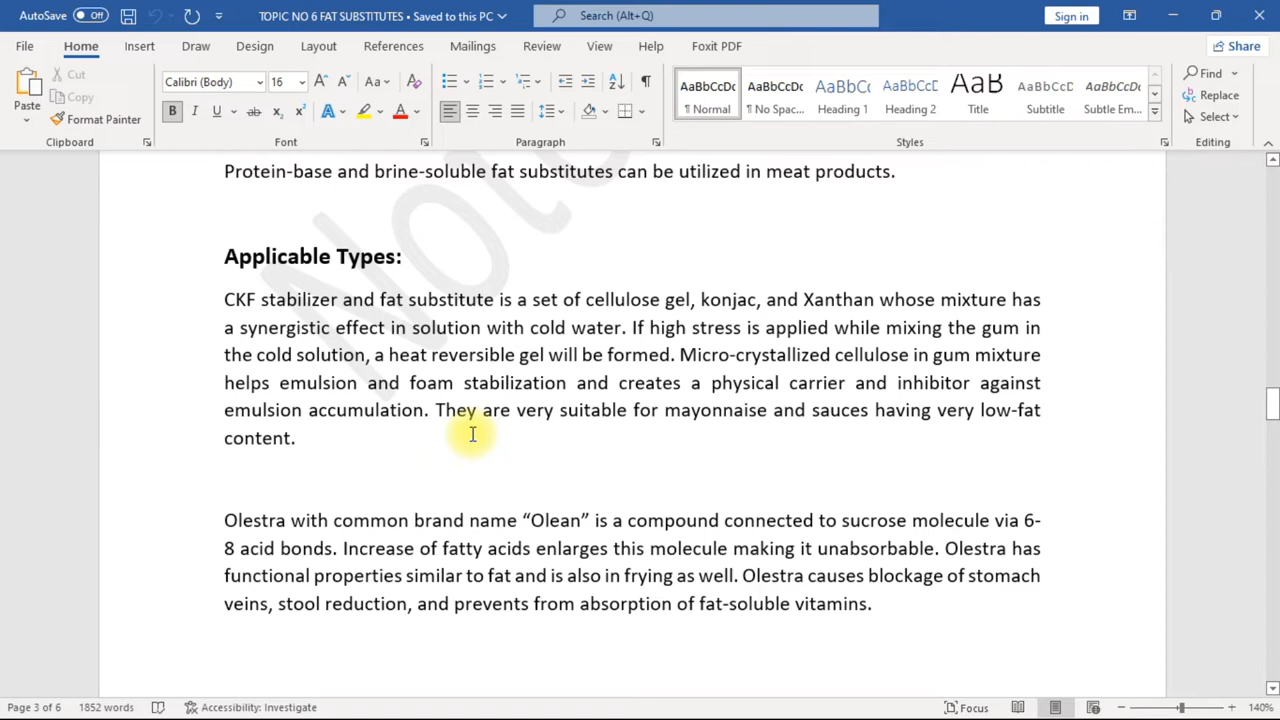 AutoSave Off TOPIC NO 6 FAT SUBSTITUTES • Saved to this PC Search (Alt+Q) Sign in
File Home Insert Draw Design Layout References Mailings Review View Help Foxit PDF Share
Paste Cut Copy Format Painter
Calibri (Body) 16
AaBbCcDc AaBbCcDc AaBbCc AaBbCcD AaB AaBbCcD AaBbCcDc
¶ Normal ¶ No Spac... Heading 1 Heading 2 Title Subtitle Subtle Em...
Find Replace Select
Clipboard Font Paragraph Styles Editing
Protein-base and brine-soluble fat substitutes can be utilized in meat products.
Applicable Types:
CKF stabilizer and fat substitute is a set of cellulose gel, konjac, and Xanthan whose mixture has
a synergistic effect in solution with cold water. If high stress is applied while mixing the gum in
the cold solution, a heat reversible gel will be formed. Micro-crystallized cellulose in gum mixture
helps emulsion and foam stabilization and creates a physical carrier and inhibitor against
emulsion accumulation. They are very suitable for mayonnaise and sauces having very low-fat
content.
Olestra with common brand name “Olean” is a compound connected to sucrose molecule via 6-
8 acid bonds. Increase of fatty acids enlarges this molecule making it unabsorbable. Olestra has
functional properties similar to fat and is also in frying as well. Olestra causes blockage of stomach
veins, stool reduction, and prevents from absorption of fat-soluble vitamins.
Page 3 of 6 1852 words Accessibility: Investigate Focus 140%